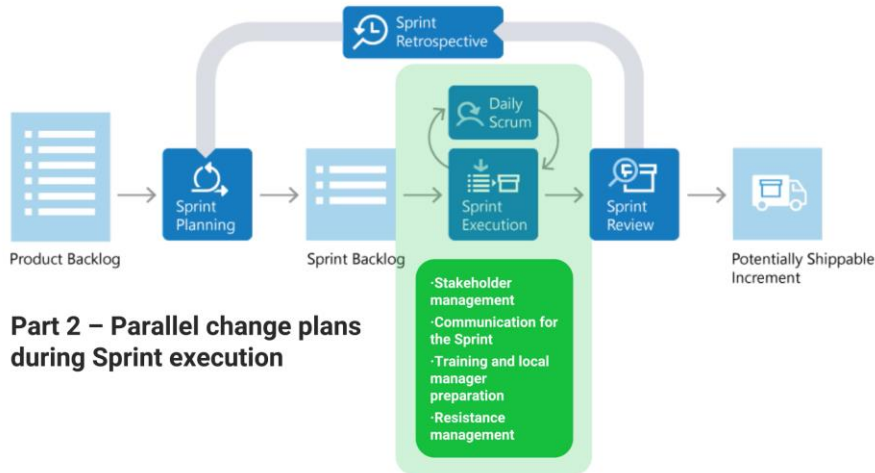 Sprint
Retrospective
Daily
Scrum
Sprint
Planning
Sprint
Execution
Sprint
Review
Product Backlog
Sprint Backlog
Potentially Shippable
Increment
Part 2 – Parallel change plans
during Sprint execution
·Stakeholder
management
·Communication for
the Sprint
·Training and local
manager
preparation
·Resistance
management